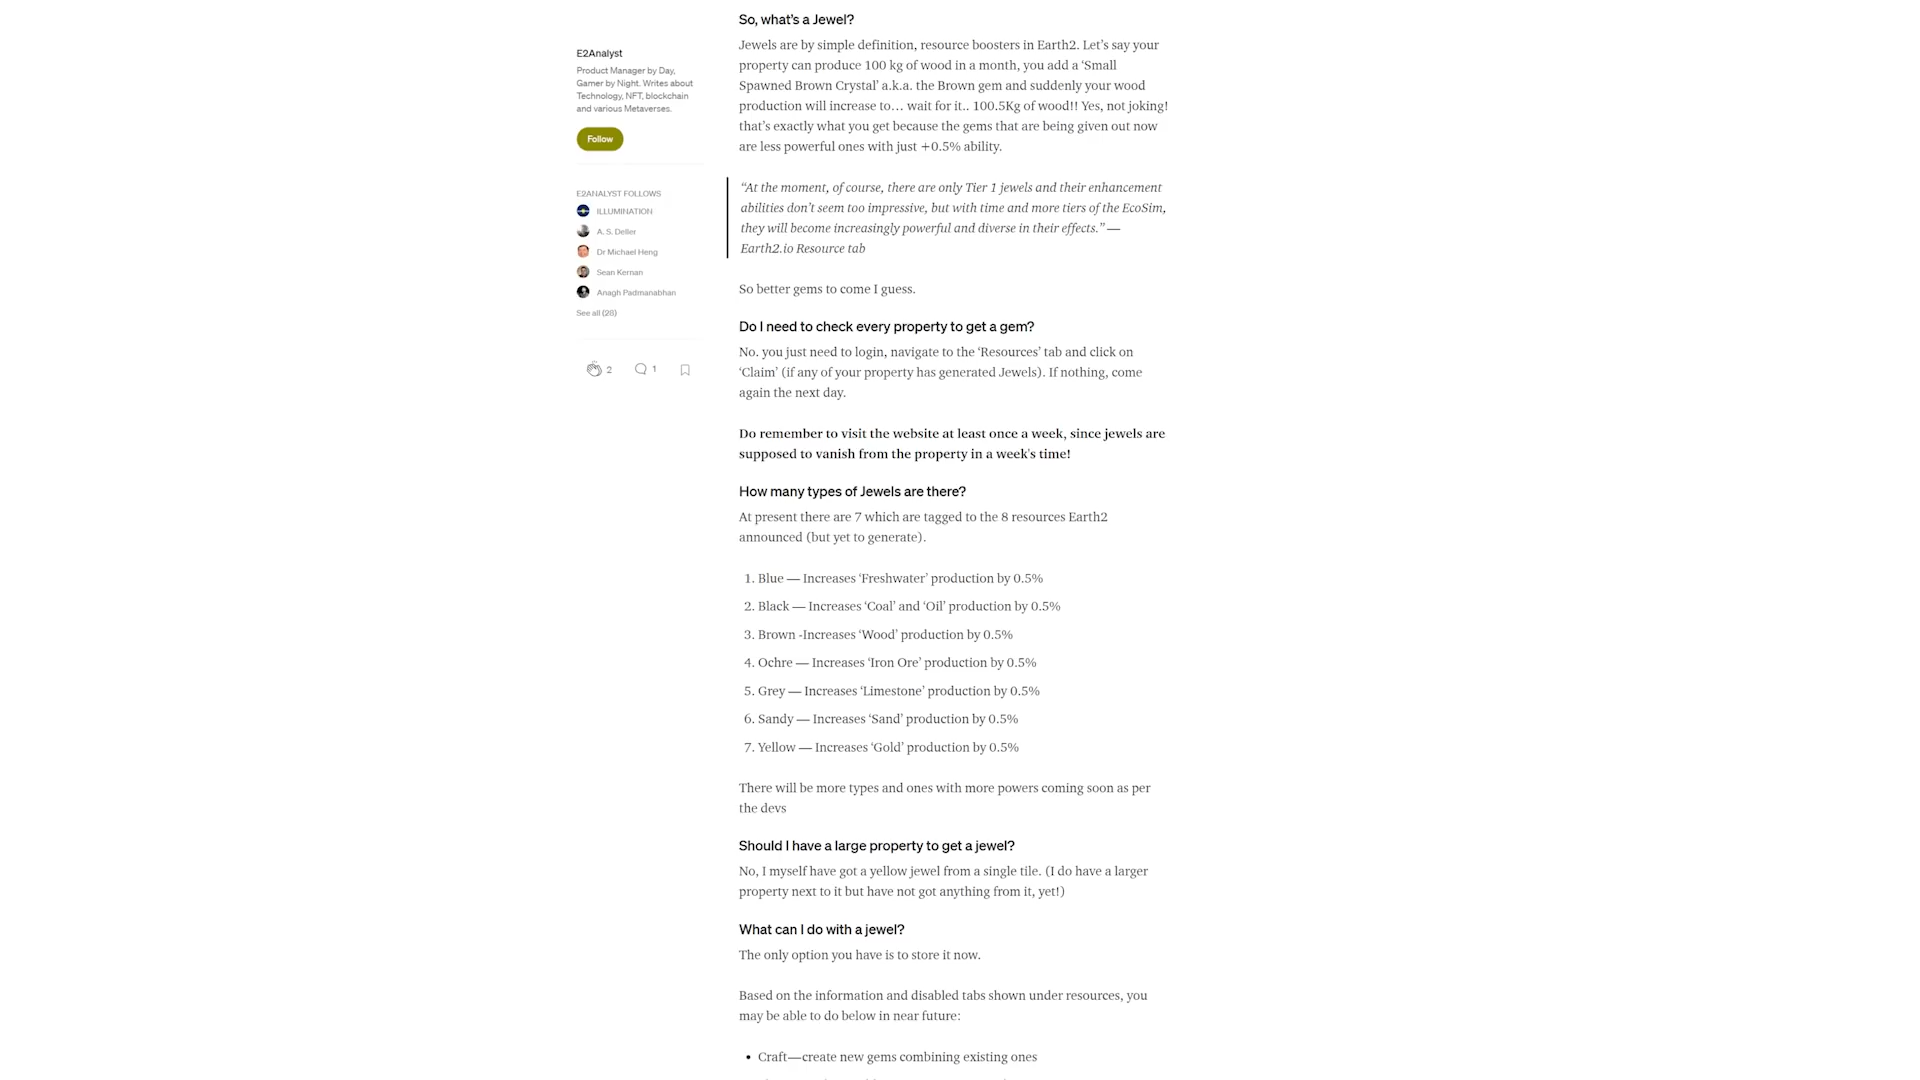 E2Analyst
Product Manager by Day,
Gamer by Night. Writes about
Technology, NFT, blockchain
and various Metaverses.
Follow
E2ANALYST FOLLOWS
ILLUMINATION
A. S. Deller
Dr Michael Heng
Sean Kernan
Anagh Padmanabhan
See all (28)
2
1
So, what's a Jewel?
Jewels are by simple definition, resource boosters in Earth2. Let's say your
property can produce 100 kg of wood in a month, you add a 'Small
Spawned Brown Crystal' a.k.a. the Brown gem and suddenly your wood
production will increase to… wait for it.. 100.5Kg of wood!! Yes, not joking!
that's exactly what you get because the gems that are being given out now
are less powerful ones with just +0.5% ability.
“At the moment, of course, there are only Tier 1 jewels and their enhancement
abilities don't seem too impressive, but with time and more tiers of the EcoSim,
they will become increasingly powerful and diverse in their effects.” —
Earth2.io Resource tab
So better gems to come I guess.
Do I need to check every property to get a gem?
No. you just need to login, navigate to the 'Resources' tab and click on
'Claim' (if any of your property has generated Jewels). If nothing, come
again the next day.
Do remember to visit the website at least once a week, since jewels are
supposed to vanish from the property in a week's time!
How many types of Jewels are there?
At present there are 7 which are tagged to the 8 resources Earth2
announced (but yet to generate).
1. Blue — Increases 'Freshwater' production by 0.5%
2. Black — Increases 'Coal' and 'Oil' production by 0.5%
3. Brown -Increases 'Wood' production by 0.5%
4. Ochre — Increases 'Iron Ore' production by 0.5%
5. Grey — Increases 'Limestone' production by 0.5%
6. Sandy — Increases 'Sand' production by 0.5%
7. Yellow — Increases 'Gold' production by 0.5%
There will be more types and ones with more powers coming soon as per
the devs
Should I have a large property to get a jewel?
No, I myself have got a yellow jewel from a single tile. (I do have a larger
property next to it but have not got anything from it, yet!)
What can I do with a jewel?
The only option you have is to store it now.
Based on the information and disabled tabs shown under resources, you
may be able to do below in near future:
• Craft—create new gems combining existing ones